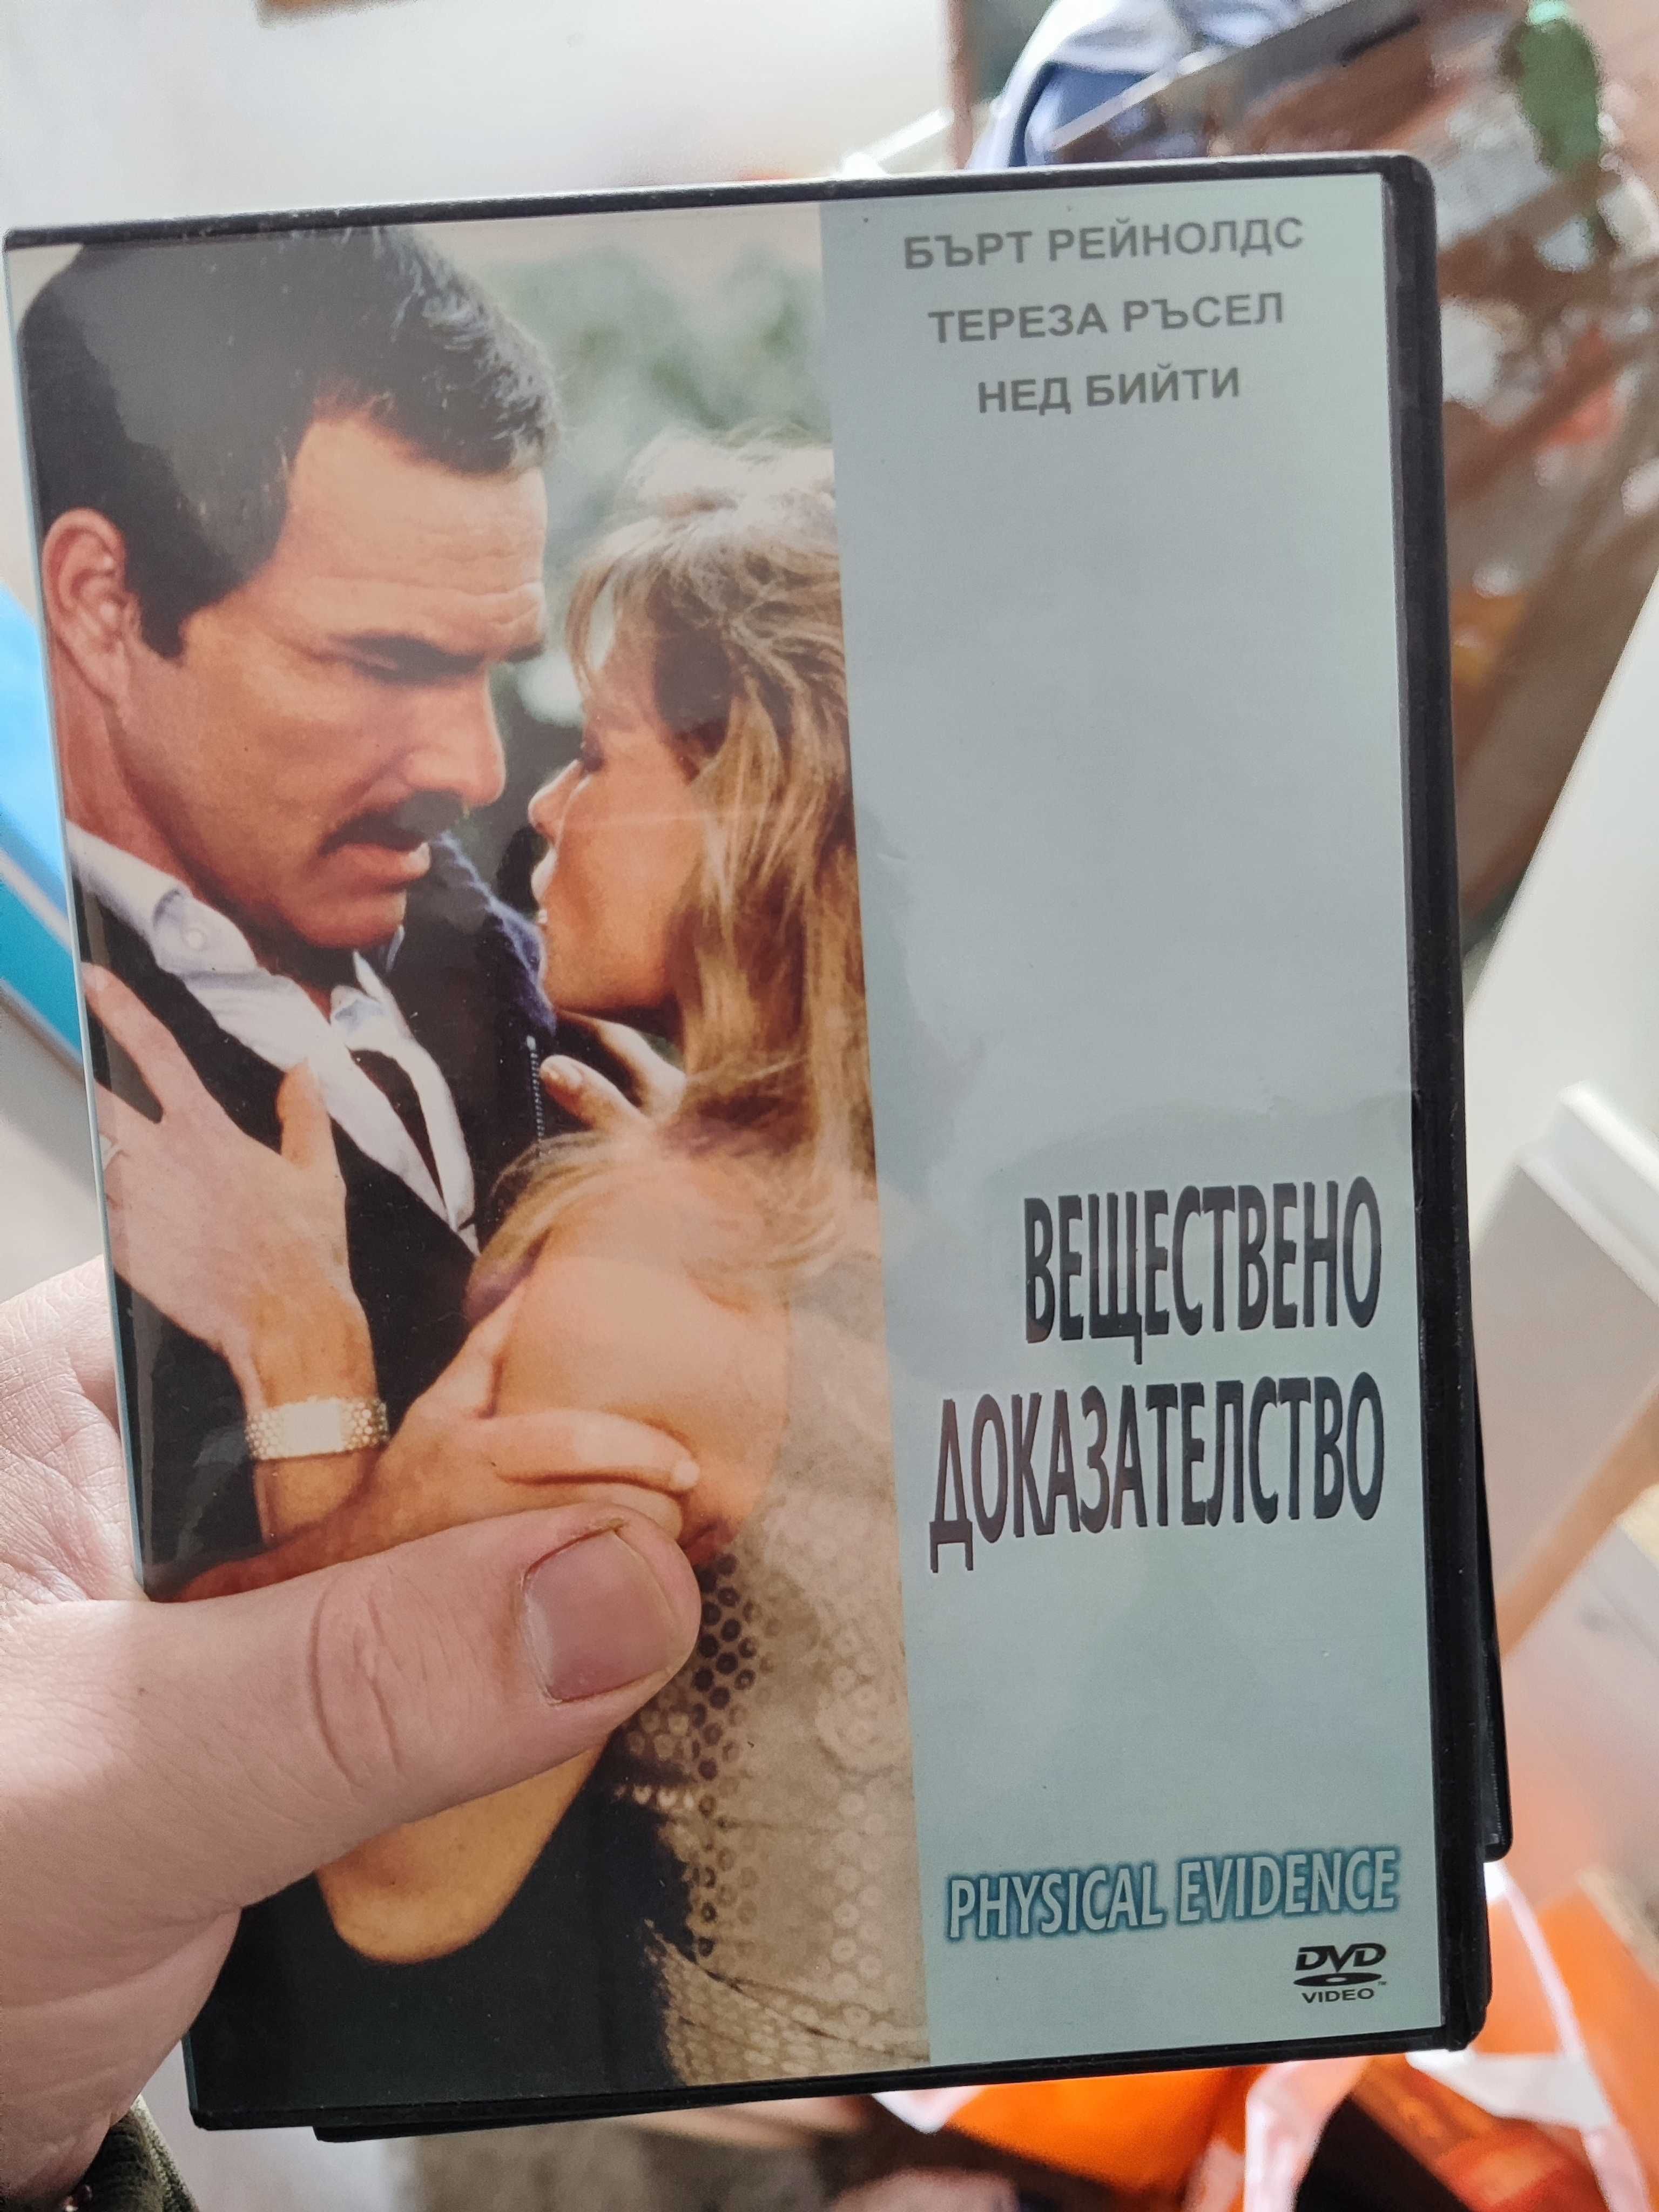 БЪРТ РЕЙНОЛДС
ТЕРЕЗА РЪСЕЛ
НЕД БИЙТИ
ВЕЩЕСТВЕНО
ДОКАЗАТЕЛСТВО
PHYSICAL EVIDENCE
DVD
VIDEO